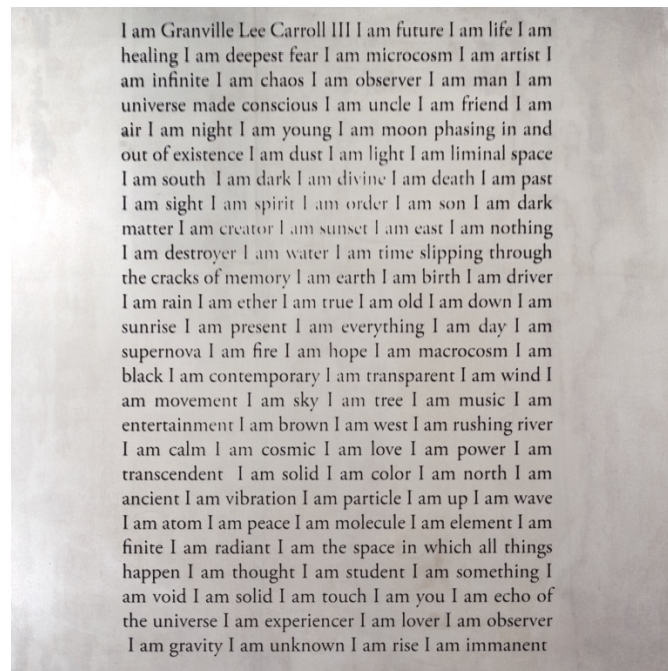 I am Granville Lee Carroll III I am future I am life I am
healing I am deepest fear I am microcosm I am artist I
am infinite I am chaos I am observer I am man I am
universe made conscious I am uncle I am friend I am
air I am night I am young I am moon phasing in and
out of existence I am dust I am light I am liminal space
I am south I am dark I am divine I am death I am past
I am sight I am spirit I am order I am son I am dark
matter I am creator I am sunset I am east I am nothing
I am destroyer I am water I am time slipping through
the cracks of memory I am earth I am birth I am driver
I am rain I am ether I am true I am old I am down I am
sunrise I am present I am everything I am day I am
supernova I am fire I am hope I am macrocosm I am
black I am contemporary I am transparent I am wind I
am movement I am sky I am tree I am music I am
entertainment I am brown I am west I am rushing river
I am calm I am cosmic I am love I am power I am
transcendent I am solid I am color I am north I am
ancient I am vibration I am particle I am up I am wave
I am atom I am peace I am molecule I am element I am
finite I am radiant I am the space in which all things
happen I am thought I am student I am something I
am void I am solid I am touch I am you I am echo of
the universe I am experiencer I am lover I am observer
I am gravity I am unknown I am rise I am immanent